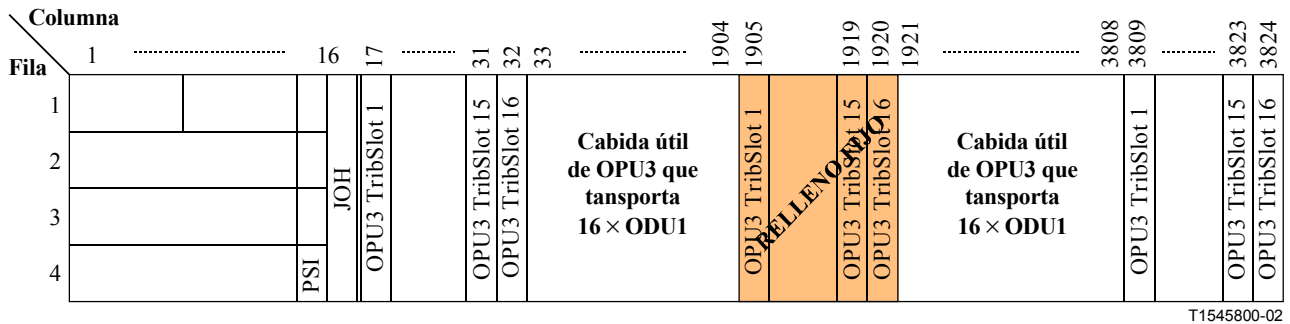 Columna
Fila
1 16 17 31 32 33 1904 1905 1919 1920 1921 3808 3809 3823 3824
1
2
3
4
PSI
JOH
OPU3 TribSlot 1
OPU3 TribSlot 15
OPU3 TribSlot 16
Cabida útil
de OPU3 que
tansporta
16 × ODU1
OPU3 TribSlot 1
RELLENO FIJO
OPU3 TribSlot 15
OPU3 TribSlot 16
Cabida útil
de OPU3 que
tansporta
16 × ODU1
OPU3 TribSlot 1
OPU3 TribSlot 15
OPU3 TribSlot 16
T1545800-02